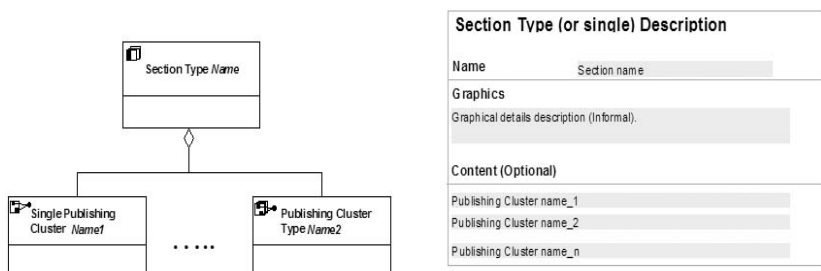 Section Type Name
Single Publishing
Cluster Name1
.....
Publishing Cluster
Type Name2
Section Type (or single) Description
Name Section name
Graphics
Graphical details description (Informal).
Content (Optional)
Publishing Cluster name_1
Publishing Cluster name_2
Publishing Cluster name_n